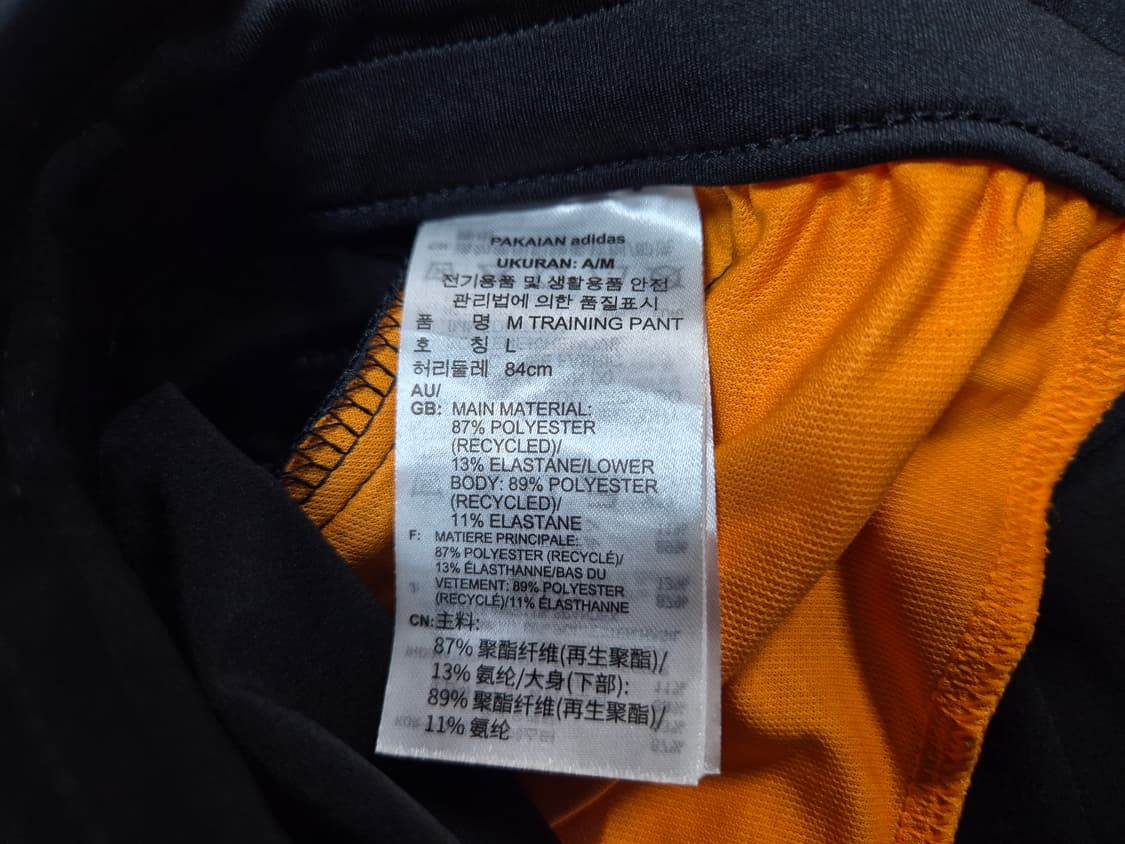 PAKAIAN adidas
UKURAN: A/M
전기용품 및 생활용품 안전
관리법에 의한 품질표시
품 명 M TRAINING PANT
호 칭 L
허리둘레 84cm
AU/
GB: MAIN MATERIAL:
87% POLYESTER
(RECYCLED)/
13% ELASTANE/LOWER
BODY: 89% POLYESTER
(RECYCLED)/
11% ELASTANE
F: MATIERE PRINCIPALE:
87% POLYESTER (RECYCLÉ)/
13% ÉLASTHANNE/BAS DU
VETEMENT: 89% POLYESTER
(RECYCLÉ)/11% ÉLASTHANNE
CN: 主料:
87% 聚酯纤维(再生聚酯)/
13% 氨纶/大身(下部):
89% 聚酯纤维(再生聚酯)/
11% 氨纶